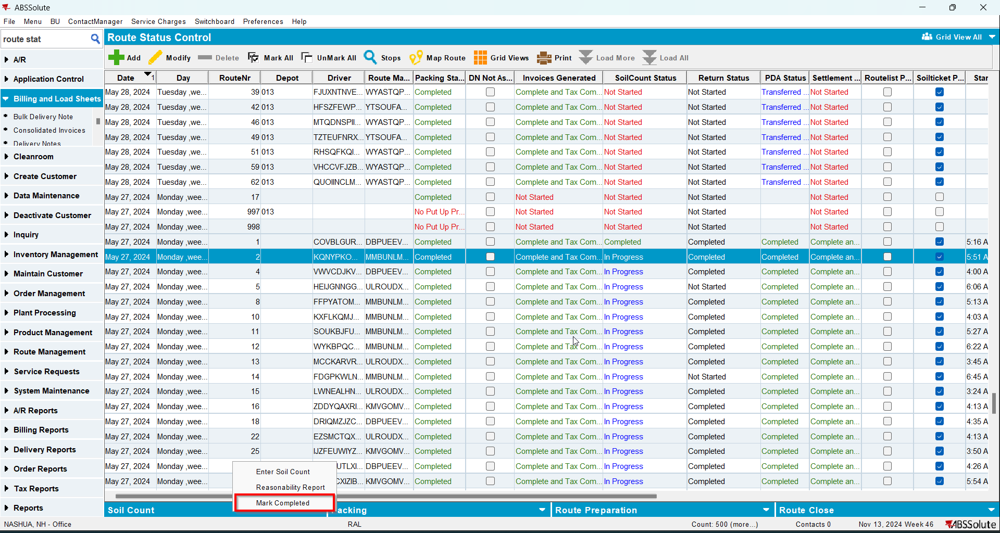 ABSSolute
File Menu BU ContactManager Service Charges Switchboard Preferences Help
route stat
Route Status Control
Grid View All
Add Modify Delete Mark All UnMark All Stops Map Route Grid Views Print Load More Load All
A/R
Application Control
Billing and Load Sheets
Bulk Delivery Note
Consolidated Invoices
Delivery Notes
Cleanroom
Create Customer
Data Maintenance
Deactivate Customer
Inquiry
Inventory Management
Maintain Customer
Order Management
Plant Processing
Product Management
Route Management
Service Requests
System Maintenance
A/R Reports
Billing Reports
Delivery Reports
Order Reports
Tax Reports
Reports
Date 1 Day RouteNr Depot Driver Route Ma... Packing Sta... DN Not As... Invoices Generated SoilCount Status Return Status PDA Status Settlement ... Routelist P... Soilticket P... Star
May 28, 2024 Tuesday ,we... 39 013 FJUXNTNVE... WYASTQP... Completed Complete and Tax Com... Not Started Not Started Transferred ... Not Started
May 28, 2024 Tuesday ,we... 42 013 HFSZFEWP... YTSOUFA... Completed Complete and Tax Com... Not Started Not Started Transferred ... Not Started
May 28, 2024 Tuesday ,we... 46 013 MTQDNSPII... WYASTQP... Completed Complete and Tax Com... Not Started Not Started Transferred ... Not Started
May 28, 2024 Tuesday ,we... 49 013 TZTEUFNRX... YTSOUFA... Completed Complete and Tax Com... Not Started Not Started Transferred ... Not Started
May 28, 2024 Tuesday ,we... 51 013 RHSQFKQI... WYASTQP... Completed Complete and Tax Com... Not Started Not Started Transferred ... Not Started
May 28, 2024 Tuesday ,we... 59 013 VHCCVFJZB... WYASTQP... Completed Complete and Tax Com... Not Started Not Started Transferred ... Not Started
May 28, 2024 Tuesday ,we... 62 013 QUOIINCLM... WYASTQP... Completed Complete and Tax Com... Not Started Not Started Transferred ... Not Started
May 27, 2024 Monday ,wee... 17 Completed Not Started Not Started Not Started Not Started
May 27, 2024 Monday ,wee... 997 013 No Put Up Pr... Not Started Not Started Not Started Not Started
May 27, 2024 Monday ,wee... 998 No Put Up Pr... Not Started Not Started Not Started Not Started
May 27, 2024 Monday ,wee... 1 COVBLGUR... DBPUEEV... Completed Complete and Tax Com... Completed Completed Completed Complete an... 5:16 A
May 27, 2024 Monday ,wee... 2 KQNYPKO... MMBUNLM... Completed Complete and Tax Com... In Progress Completed Completed Complete an... 5:51 A
May 27, 2024 Monday ,wee... 4 VWVCDJKV... DBPUEEV... Completed Complete and Tax Com... In Progress Completed Completed Complete an... 4:00 A
May 27, 2024 Monday ,wee... 5 HEIJGNNGG... ULROUDX... Completed Complete and Tax Com... In Progress Not Started Completed Complete an... 6:06 A
May 27, 2024 Monday ,wee... 8 FFPYATOM... MMBUNLM... Completed Complete and Tax Com... In Progress Completed Completed Complete an... 5:13 A
May 27, 2024 Monday ,wee... 10 KXFLKQMJ... MMBUNLM... Completed Complete and Tax Com... In Progress Completed Completed Complete an... 4:03 A
May 27, 2024 Monday ,wee... 11 SOUKBJFU... MMBUNLM... Completed Complete and Tax Com... In Progress Completed Completed Complete an... 5:27 A
May 27, 2024 Monday ,wee... 12 WYKBPQC... MMBUNLM... Completed Complete and Tax Com... In Progress Completed Completed Complete an... 6:22 A
May 27, 2024 Monday ,wee... 13 MCCKARVR... ULROUDX... Completed Complete and Tax Com... In Progress Completed Completed Complete an... 3:45 A
May 27, 2024 Monday ,wee... 14 FDGPKWLN... MMBUNLM... Completed Complete and Tax Com... In Progress Not Started Completed Complete an... 6:45 A
May 27, 2024 Monday ,wee... 15 LWNEALHN... ULROUDX... Completed Complete and Tax Com... In Progress Completed Completed Complete an... 3:24 A
May 27, 2024 Monday ,wee... 16 ZDDYQAXRI... KMVGOMV... Completed Complete and Tax Com... In Progress Completed Completed Complete an... 4:13 A
May 27, 2024 Monday ,wee... 18 DRIQMZJZC... DBPUEEV... Completed Complete and Tax Com... In Progress Completed Completed Complete an... 4:35 A
May 27, 2024 Monday ,wee... 22 EZSMCTQX... ULROUDX... Completed Complete and Tax Com... In Progress Completed Completed Complete an... 4:13 A
May 27, 2024 Monday ,wee... 25 IJZFEUWIYZ... KMVGOMV... Completed Complete and Tax Com... In Progress Completed Completed Complete an... 3:50 A
May 27, 2024 Monday ,wee... UTLXI... DBPUEEV... Completed Complete and Tax Com... In Progress Completed Completed Complete an... 4:26 A
May 27, 2024 Monday ,wee... CXIZIB... KMVGOMV... Completed Complete and Tax Com... In Progress Completed Completed Complete an... 5:54 A
Enter Soil Count
Reasonability Report
Mark Completed
Soil Count acking Route Preparation Route Close
NASHUA, NH - Office RAL Count: 500 (more...) Contacts 0 Nov 13, 2024 Week 46 ABSSolute